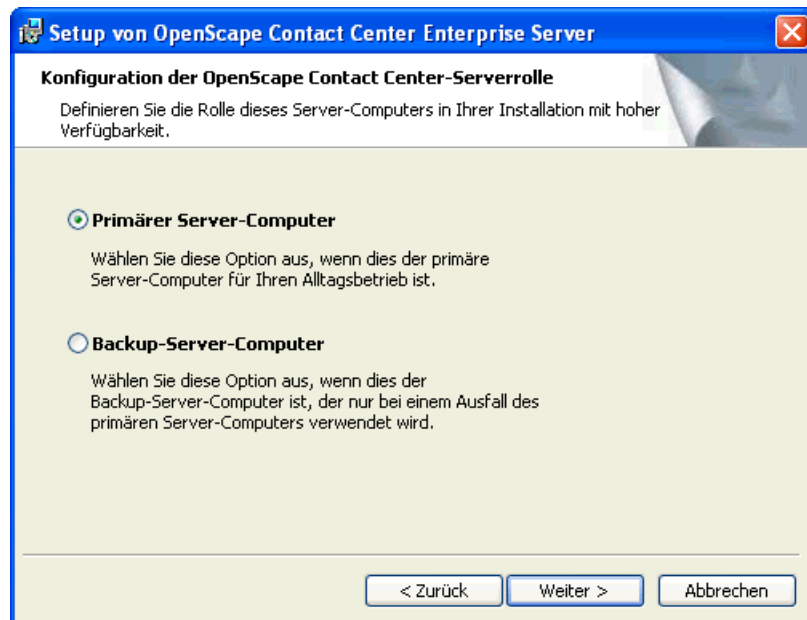 Setup von OpenScape Contact Center Enterprise Server
Konfiguration der OpenScape Contact Center-Serverrolle
Definieren Sie die Rolle dieses Server-Computers in Ihrer Installation mit hoher
Verfügbarkeit.
Primärer Server-Computer
Wählen Sie diese Option aus, wenn dies der primäre
Server-Computer für Ihren Alltagsbetrieb ist.
Backup-Server-Computer
Wählen Sie diese Option aus, wenn dies der
Backup-Server-Computer ist, der nur bei einem Ausfall des
primären Server-Computers verwendet wird.
< Zurück Weiter > Abbrechen